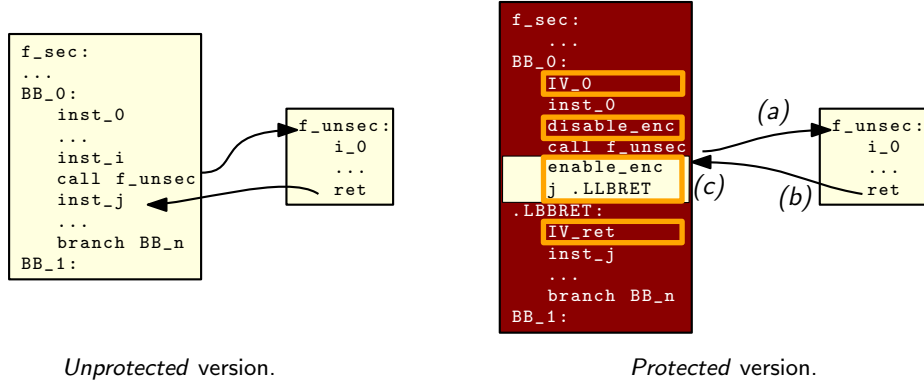 f_sec:
...
BB_0:
inst_0
...
inst_i
call f_unsec
inst_j
...
branch BB_n
BB_1:
f_unsec:
i_0
...
ret
Unprotected version.
f_sec:
...
BB_0:
IV_0
inst_0
disable_enc
call f_unsec
enable_enc
j .LLBRET
.LBBRET:
IV_ret
inst_j
...
branch BB_n
BB_1:
(a)
(b)
(c)
f_unsec:
i_0
...
ret
Protected version.